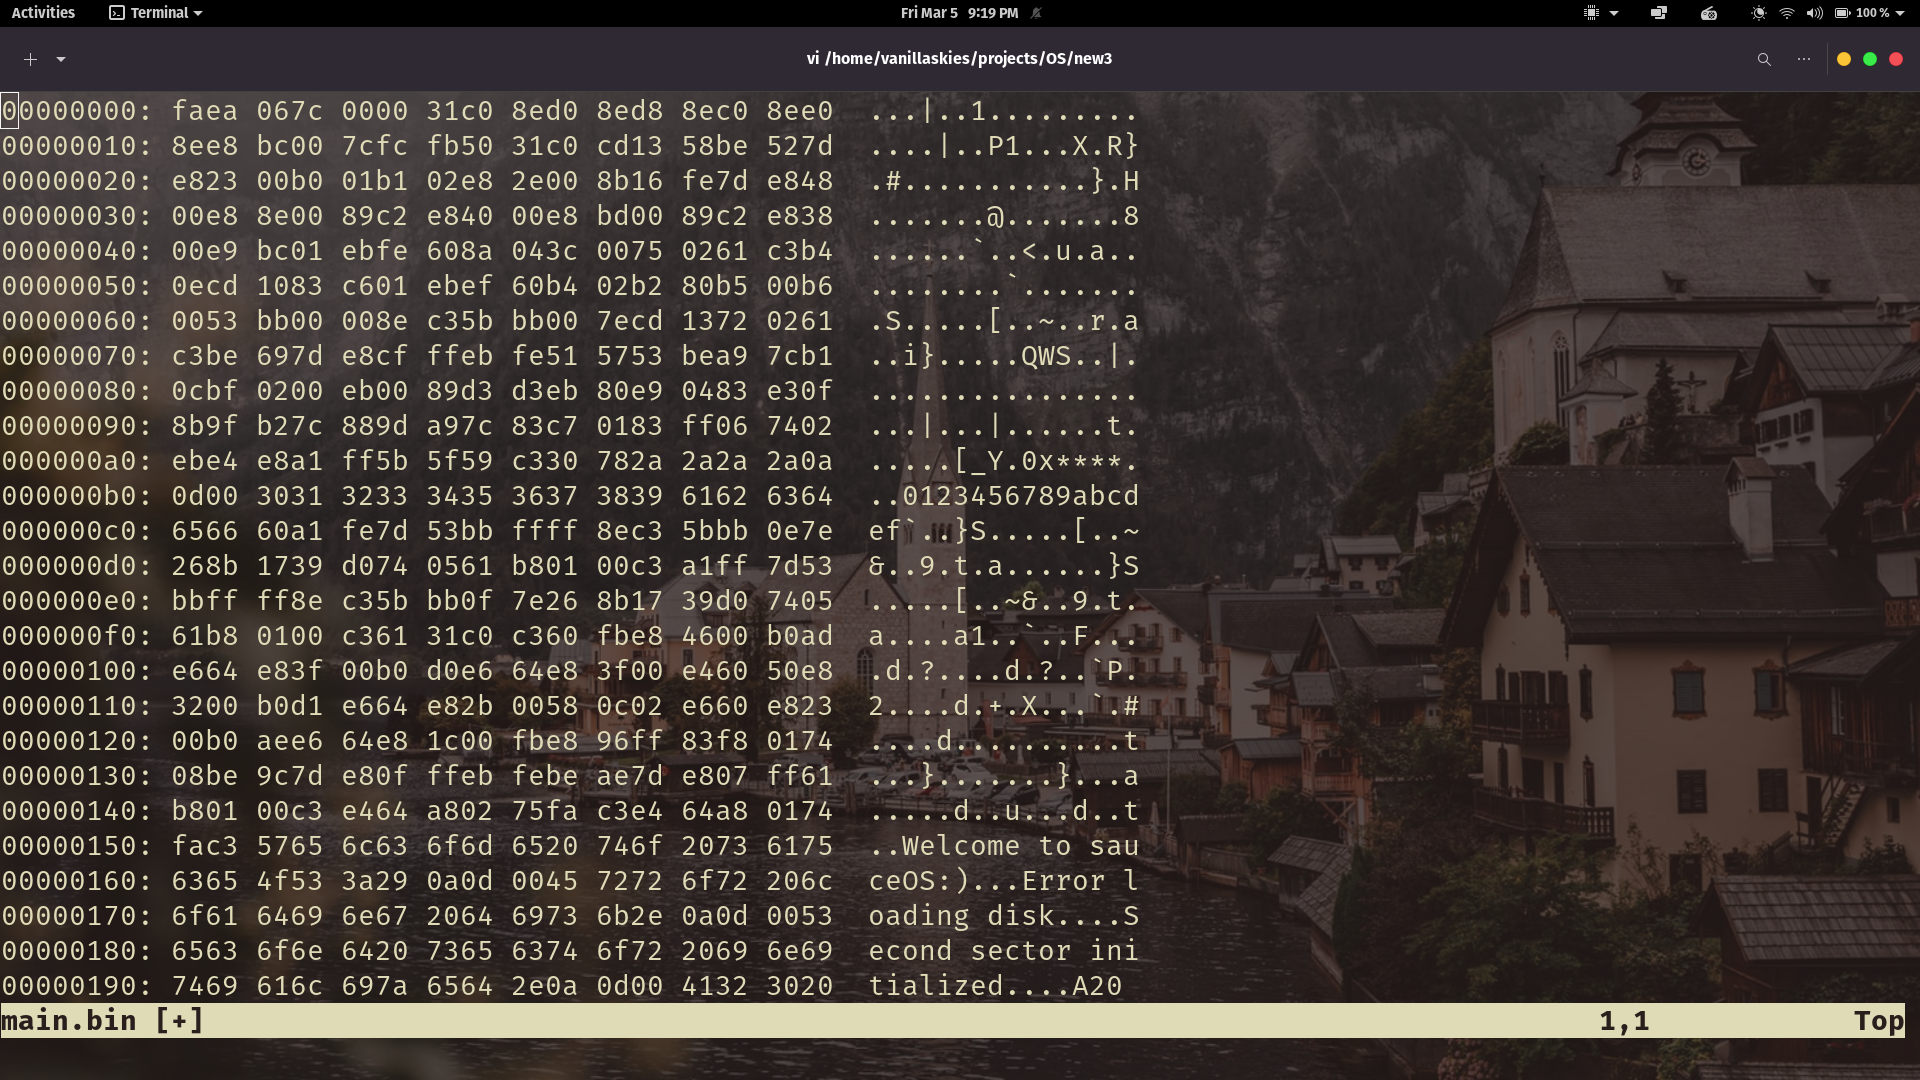 Activities Terminal Fri Mar 5 9:19 PM 100 %
vi /home/vanillaskies/projects/OS/new3
00000000: faea 067c 0000 31c0 8ed0 8ed8 8ec0 8ee0 ...|..1.........
00000010: 8ee8 bc00 7cfc fb50 31c0 cd13 58be 527d ....|..P1...X.R}
00000020: e823 00b0 01b1 02e8 2e00 8b16 fe7d e848 .#...........}.H
00000030: 00e8 8e00 89c2 e840 00e8 bd00 89c2 e838 .......@.......8
00000040: 00e9 bc01 ebfe 608a 043c 0075 0261 c3b4 ......`..<.u.a..
00000050: 0ecd 1083 c601 ebef 60b4 02b2 80b5 00b6 ........`.......
00000060: 0053 bb00 008e c35b bb00 7ecd 1372 0261 .S.....[..~..r.a
00000070: c3be 697d e8cf ffeb fe51 5753 bea9 7cb1 ..i}.....QWS..|.
00000080: 0cbf 0200 eb00 89d3 d3eb 80e9 0483 e30f ................
00000090: 8b9f b27c 889d a97c 83c7 0183 ff06 7402 ...|...|......t.
000000a0: ebe4 e8a1 ff5b 5f59 c330 782a 2a2a 2a0a .....[_Y.0x****.
000000b0: 0d00 3031 3233 3435 3637 3839 6162 6364 ..0123456789abcd
000000c0: 6566 60a1 fe7d 53bb ffff 8ec3 5bbb 0e7e ef`..}S.....[..~
000000d0: 268b 1739 d074 0561 b801 00c3 a1ff 7d53 &..9.t.a......}S
000000e0: bbff ff8e c35b bb0f 7e26 8b17 39d0 7405 .....[..~&..9.t.
000000f0: 61b8 0100 c361 31c0 c360 fbe8 4600 b0ad a....a1..`..F...
00000100: e664 e83f 00b0 d0e6 64e8 3f00 e460 50e8 .d.?....d.?..`P.
00000110: 3200 b0d1 e664 e82b 0058 0c02 e660 e823 2....d.+.X...`.#
00000120: 00b0 aee6 64e8 1c00 fbe8 96ff 83f8 0174 ....d..........t
00000130: 08be 9c7d e80f ffeb febe ae7d e807 ff61 ...}.......}...a
00000140: b801 00c3 e464 a802 75fa c3e4 64a8 0174 .....d..u...d..t
00000150: fac3 5765 6c63 6f6d 6520 746f 2073 6175 ..Welcome to sau
00000160: 6365 4f53 3a29 0a0d 0045 7272 6f72 206c ceOS:)...Error l
00000170: 6f61 6469 6e67 2064 6973 6b2e 0a0d 0053 oading disk....S
00000180: 6563 6f6e 6420 7365 6374 6f72 2069 6e69 econd sector ini
00000190: 7469 616c 697a 6564 2e0a 0d00 4132 3020 tialized....A20
main.bin [+] 1,1 Top